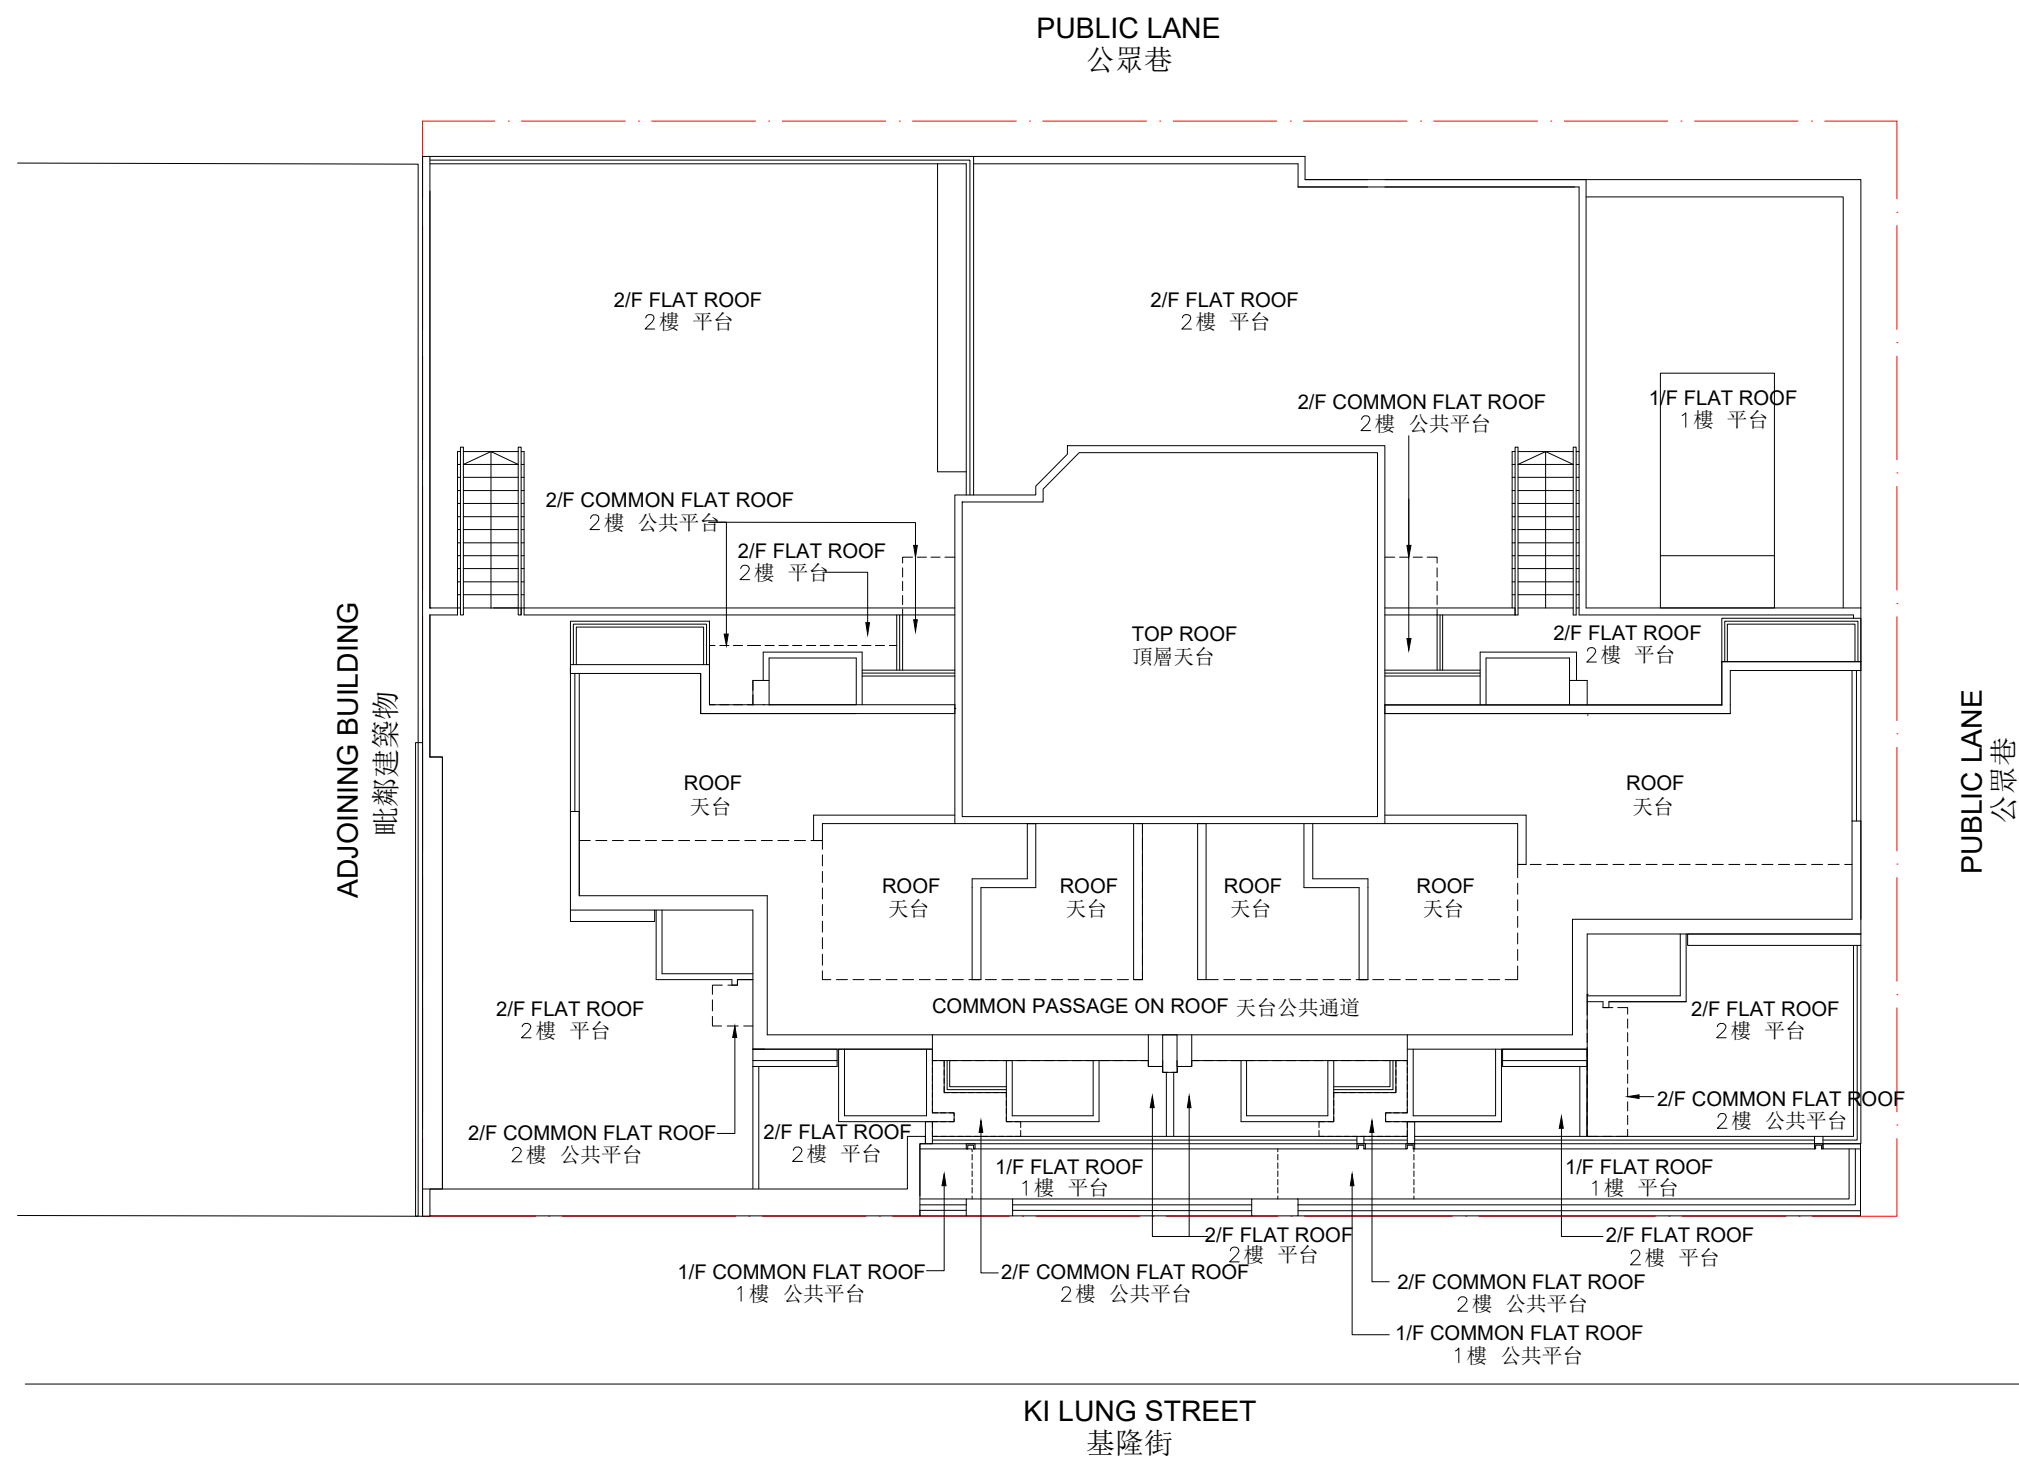 PUBLIC LANE
公眾巷
2/F FLAT ROOF
2樓 平台
2/F FLAT ROOF
2樓 平台
1/F FLAT ROOF
1樓 平台
2/F COMMON FLAT ROOF
2樓 公共平台
2/F COMMON FLAT ROOF
2樓 公共平台
2/F FLAT ROOF
2樓 平台
ADJOINING BUILDING
毗鄰建築物
TOP ROOF
頂層天台
2/F FLAT ROOF
2樓 平台
PUBLIC LANE
公眾巷
ROOF
天台
ROOF
天台
ROOF
天台
ROOF
天台
ROOF
天台
ROOF
天台
COMMON PASSAGE ON ROOF 天台公共通道
2/F FLAT ROOF
2樓 平台
2/F FLAT ROOF
2樓 平台
2/F COMMON FLAT ROOF
2樓 公共平台
2/F COMMON FLAT ROOF
2樓 公共平台
2/F FLAT ROOF
2樓 平台
1/F FLAT ROOF
1樓 平台
1/F FLAT ROOF
1樓 平台
2/F FLAT ROOF
2樓 平台
2/F FLAT ROOF
2樓 平台
1/F COMMON FLAT ROOF
1樓 公共平台
2/F COMMON FLAT ROOF
2樓 公共平台
2/F COMMON FLAT ROOF
2樓 公共平台
1/F COMMON FLAT ROOF
1樓 公共平台
KI LUNG STREET
基隆街